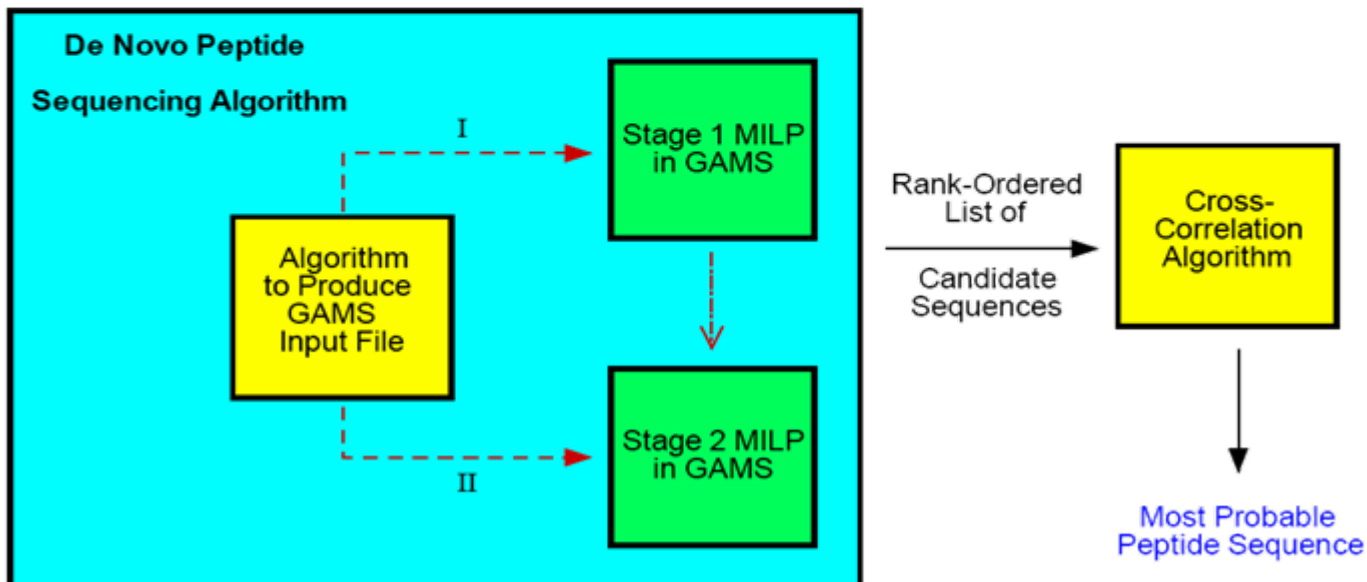 De Novo Peptide
Sequencing Algorithm
I
Stage 1 MILP
in GAMS
Algorithm
to Produce
GAMS
Input File
II
Stage 2 MILP
in GAMS
Rank-Ordered
List of
Candidate
Sequences
Cross-
Correlation
Algorithm
Most Probable
Peptide Sequence